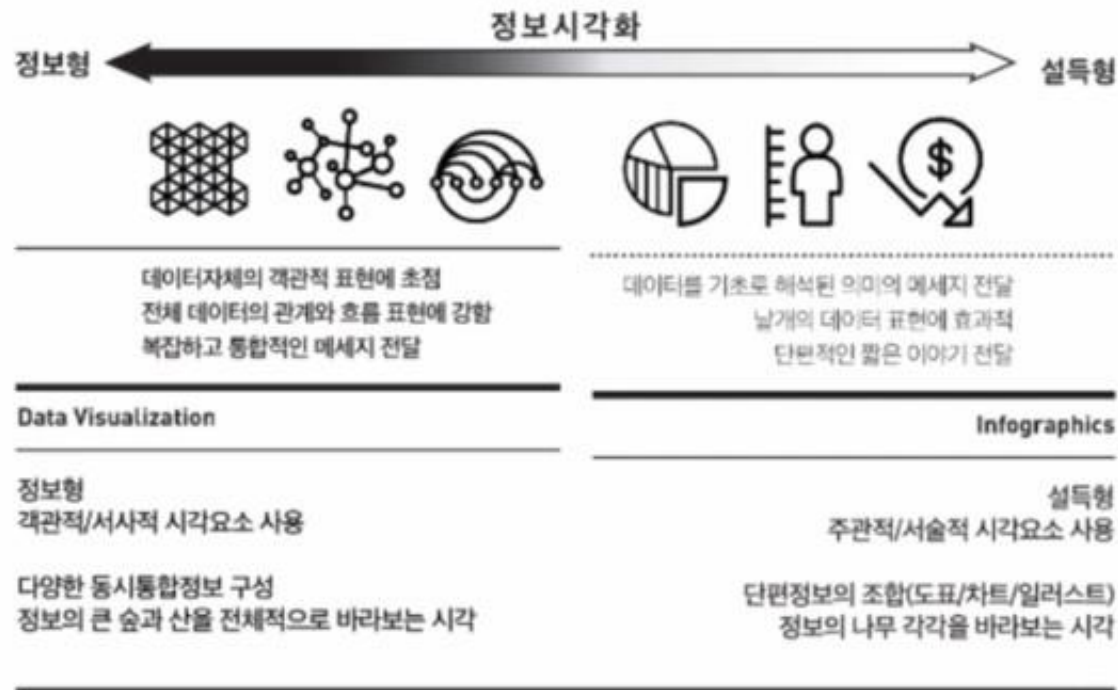 정보시각화
정보형
설득형
$
데이터자체의 객관적 표현에 초점
전체 데이터의 관계와 흐름 표현에 강함
복잡하고 통합적인 메세지 전달
데이터를 기초로 해석된 의미의 메세지 전달
낱개의 데이터 표현에 효과적
단편적인 짧은 이야기 전달
Data Visualization
Infographics
정보형
객관적/서사적 시각요소 사용
다양한 동시통합정보 구성
정보의 큰 숲과 산을 전체적으로 바라보는 시각
설득형
주관적/서술적 시각요소 사용
단편정보의 조합(도표/차트/일러스트)
정보의 나무 각각을 바라보는 시각